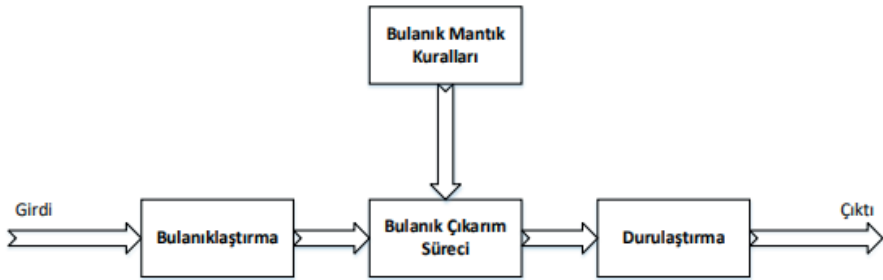 Bulanık Mantık
Kuralları
Girdi
Bulanıklaştırma
Bulanık Çıkarım
Süreci
Durulaştırma
Çıktı